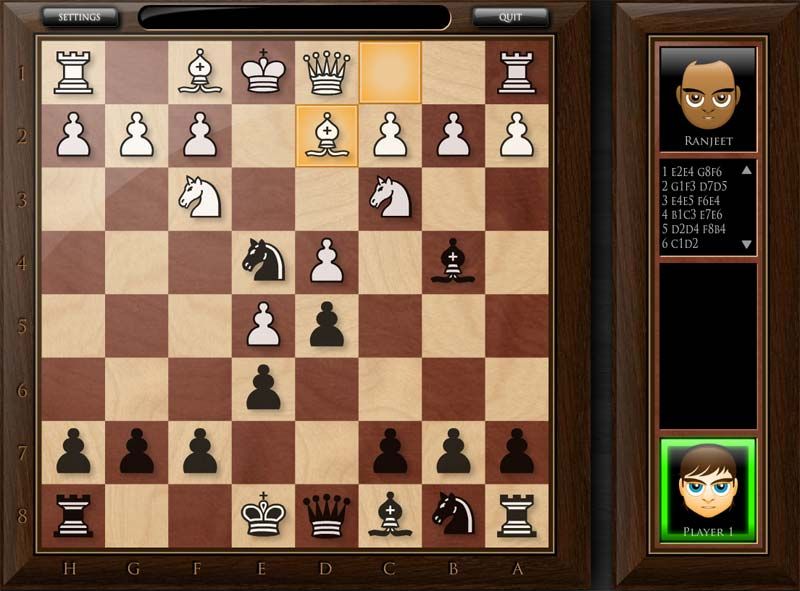 SETTINGS
QUIT
1
2
3
4
5
6
7
8
H G F E D C B A
RANJEET
1 E2E4 G8F6
2 G1F3 D7D5
3 E4E5 F6E4
4 B1C3 E7E6
5 D2D4 F8B4
6 C1D2
PLAYER 1